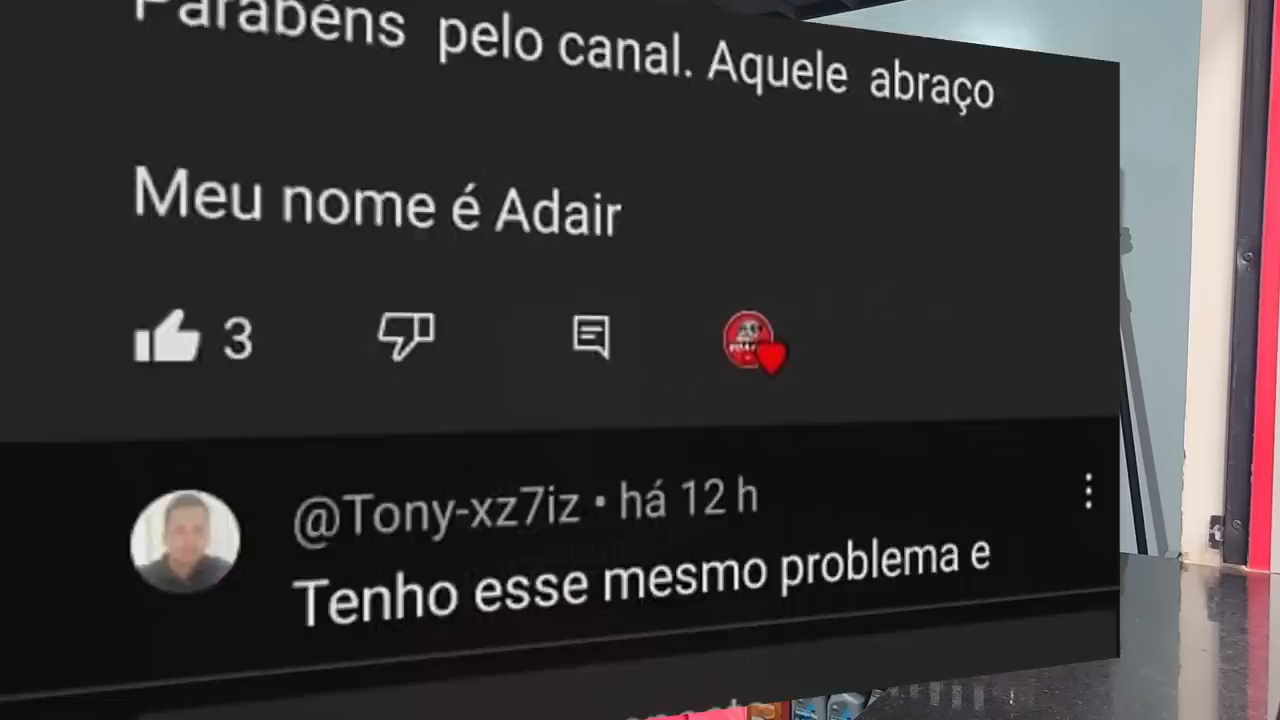 Parabéns pelo canal. Aquele abraço
Meu nome é Adair
3
@Tony-xz7iz • há 12 h
Tenho esse mesmo problema e